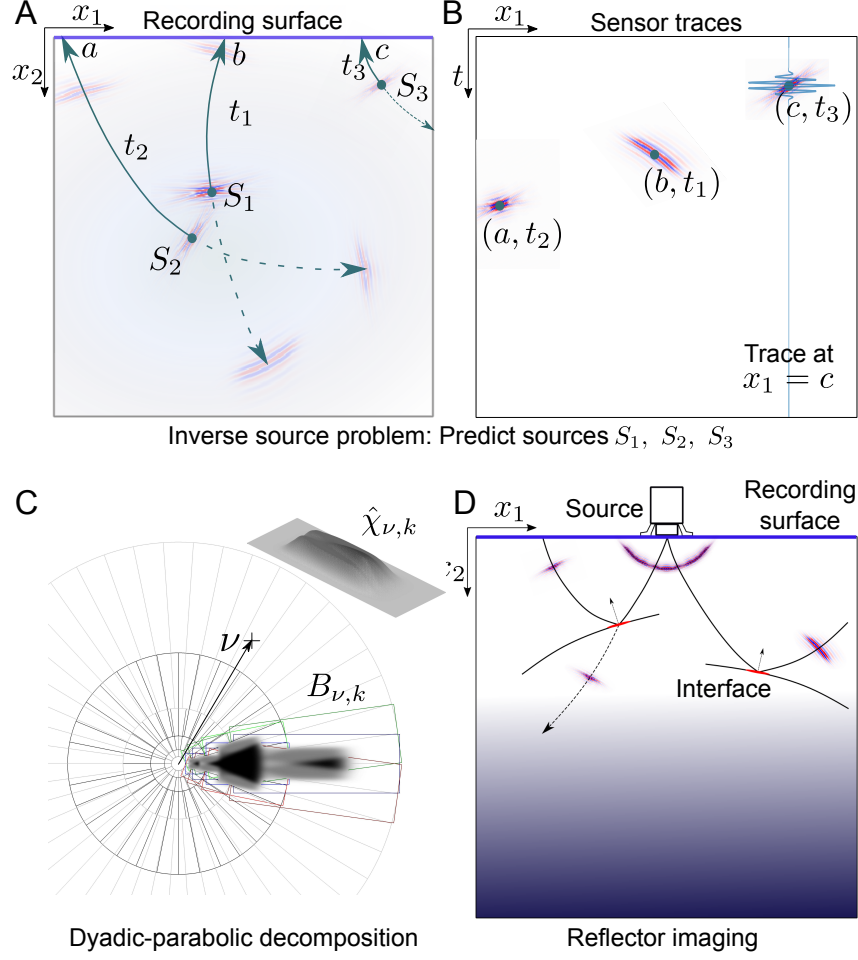 A
x₁
Recording surface
x₂
a
b
c
t₃
S₃
t₁
t₂
S₁
S₂
B
x₁
Sensor traces
t
(c, t₃)
(b, t₁)
(a, t₂)
Trace at
x₁ = c
Inverse source problem: Predict sources S₁, S₂, S₃
C
χ̂ν,k
ν
Bν,k
Dyadic-parabolic decomposition
D
x₁
Source
Recording
surface
₂
Interface
Reflector imaging